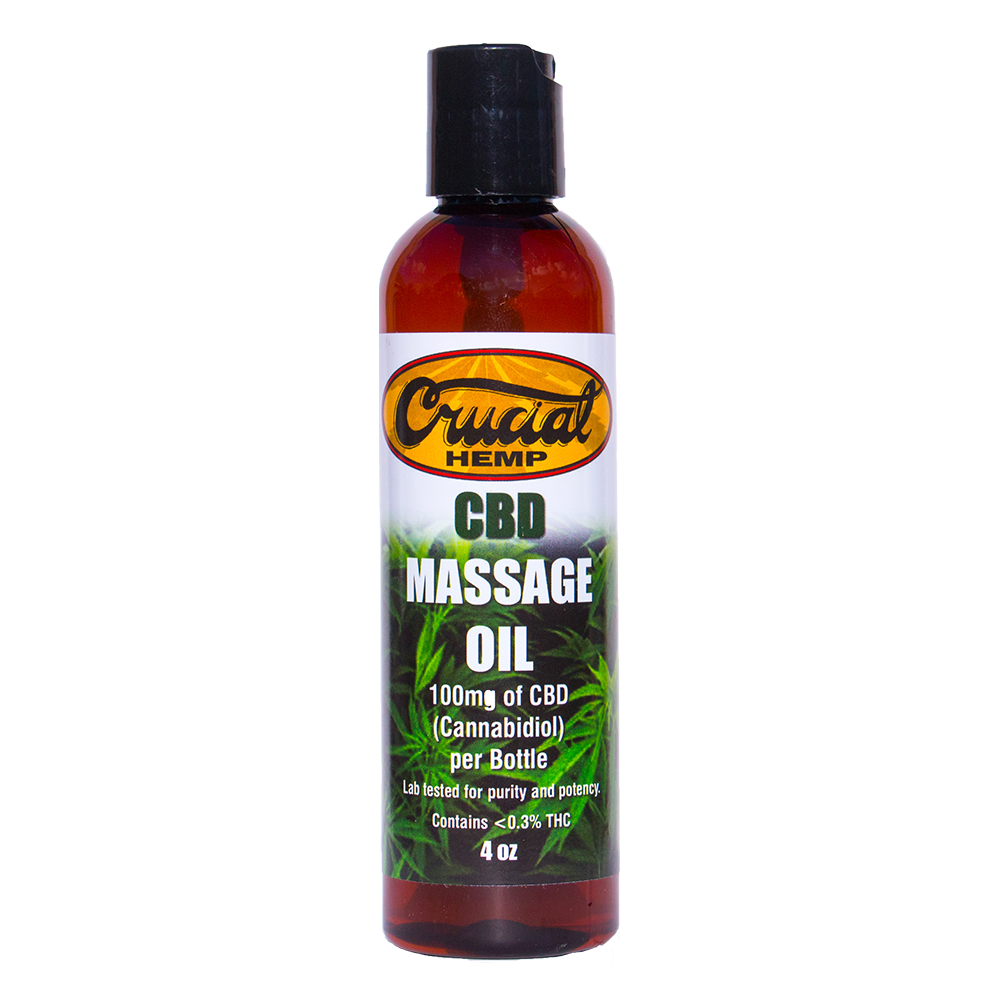 Crucial
HEMP
CBD
MASSAGE
OIL
100mg of CBD
(Cannabidiol)
per Bottle
Lab tested for purity and potency.
Contains <0.3% THC
4 oz